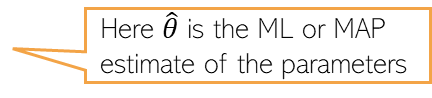 Here θ̂ is the ML or MAP
estimate of the parameters